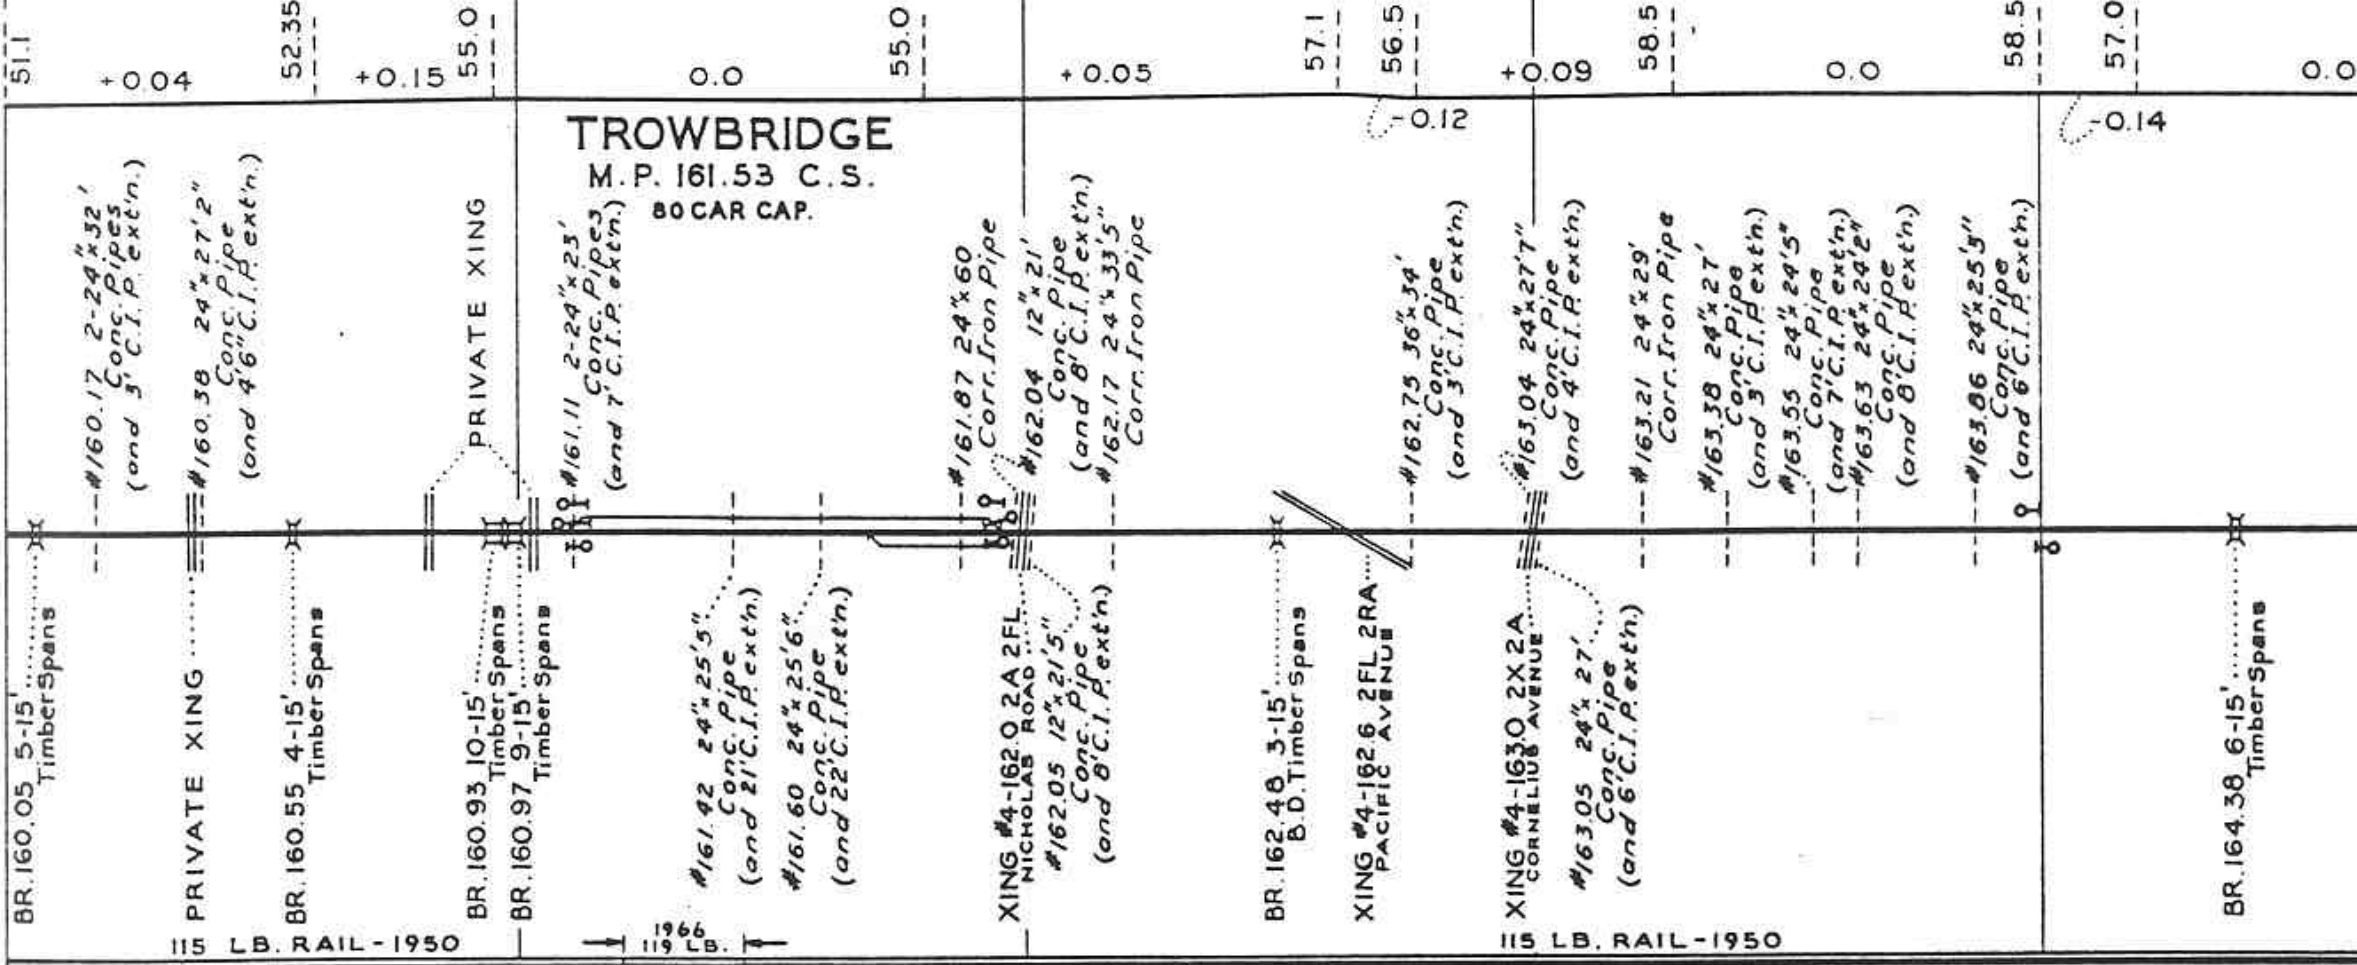 51.1
52.35
55.0
55.0
57.1
56.5
58.5
58.5
57.0
+0.04
+0.15
0.0
+0.05
+0.09
0.0
0.0
-0.12
-0.14
TROWBRIDGE
M.P. 161.53 C.S.
80 CAR CAP.
#160.17 2-24"x32'
Conc. Pipes
(and 3' C.I.P. ext'n.)
#160.38 24"x27'2"
Conc. Pipe
(and 4'6" C.I.P. ext'n.)
PRIVATE XING
#161.11 2-24"x23'
Conc. Pipes
(and 7' C.I.P. ext'n.)
#161.87 24"x60
Corr. Iron Pipe
#162.04 12"x21'
Conc. Pipe
(and 8' C.I.P. ext'n.)
#162.17 24"x33'5"
Corr. Iron Pipe
#162.75 36"x34'
Conc. Pipe
(and 3' C.I.P. ext'n.)
#163.04 24"x27'7"
Conc. Pipe
(and 4' C.I.P. ext'n.)
#163.21 24"x29'
Corr. Iron Pipe
#163.38 24"x27'
Conc. Pipe
(and 3' C.I.P. ext'n.)
#163.55 24"x24'5"
Conc. Pipe
(and 7' C.I.P. ext'n.)
#163.63 24"x24'2"
Conc. Pipe
(and 8' C.I.P. ext'n.)
#163.86 24"x25'3"
Conc. Pipe
(and 6' C.I.P. ext'n.)
BR. 160.05 5-15'
Timber Spans
PRIVATE XING
BR. 160.55 4-15'
Timber Spans
BR. 160.93 10-15'
Timber Spans
BR. 160.97 9-15'
Timber Spans
#161.42 24"x25'5"
Conc. Pipe
(and 21' C.I.P. ext'n.)
#161.60 24"x25'6"
Conc. Pipe
(and 22' C.I.P. ext'n.)
XING #4-162.0 2A 2FL
NICHOLAS ROAD
#162.05 12"x21'5"
Conc. Pipe
(and 8' C.I.P. ext'n.)
BR. 162.48 3-15'
B.D. Timber Spans
XING #4-162.6 2FL 2RA
PACIFIC AVENUE
XING #4-163.0 2X 2A
CORNELIUS AVENUE
#163.05 24"x27'
Conc. Pipe
(and 6' C.I.P. ext'n.)
BR. 164.38 6-15'
Timber Spans
115 LB. RAIL-1950
1966
119 LB.
115 LB. RAIL-1950